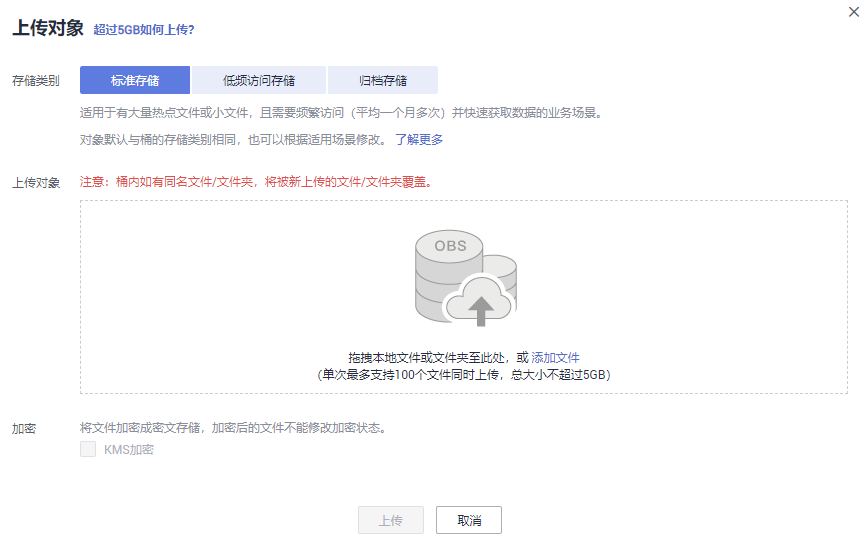 上传对象 超过5GB如何上传?
存储类别 标准存储 低频访问存储 归档存储
适用于有大量热点文件或小文件，且需要频繁访问（平均一个月多次）并快速获取数据的业务场景。
对象默认与桶的存储类别相同，也可以根据适用场景修改。 了解更多
上传对象 注意：桶内如有同名文件/文件夹，将被新上传的文件/文件夹覆盖。
OBS
拖拽本地文件或文件夹至此处，或 添加文件
（单次最多支持100个文件同时上传，总大小不超过5GB）
加密 将文件加密成密文存储，加密后的文件不能修改加密状态。
KMS加密
上传 取消